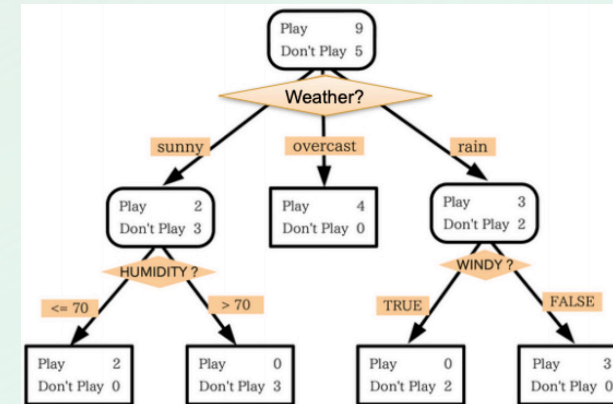 Play 9
Don't Play 5
Weather?
sunny
overcast
rain
Play 2
Don't Play 3
Play 4
Don't Play 0
Play 3
Don't Play 2
HUMIDITY ?
WINDY ?
<= 70
> 70
TRUE
FALSE
Play 2
Don't Play 0
Play 0
Don't Play 3
Play 0
Don't Play 2
Play 3
Don't Play 0